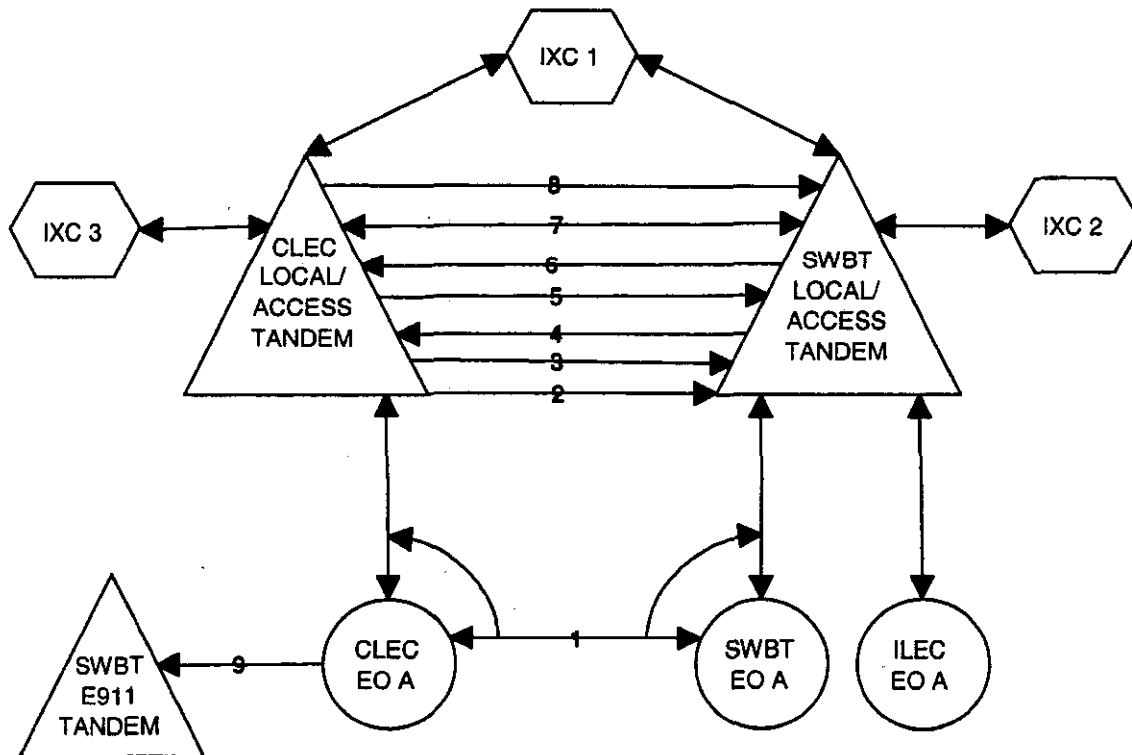 IXC 1
8
IXC 3
7
IXC 2
CLEC
LOCAL/
ACCESS
TANDEM
6
SWBT
LOCAL/
ACCESS
TANDEM
5
4
3
2
1
CLEC
EO A
SWBT
EO A
ILEC
EO A
9
SWBT
E911
TANDEM